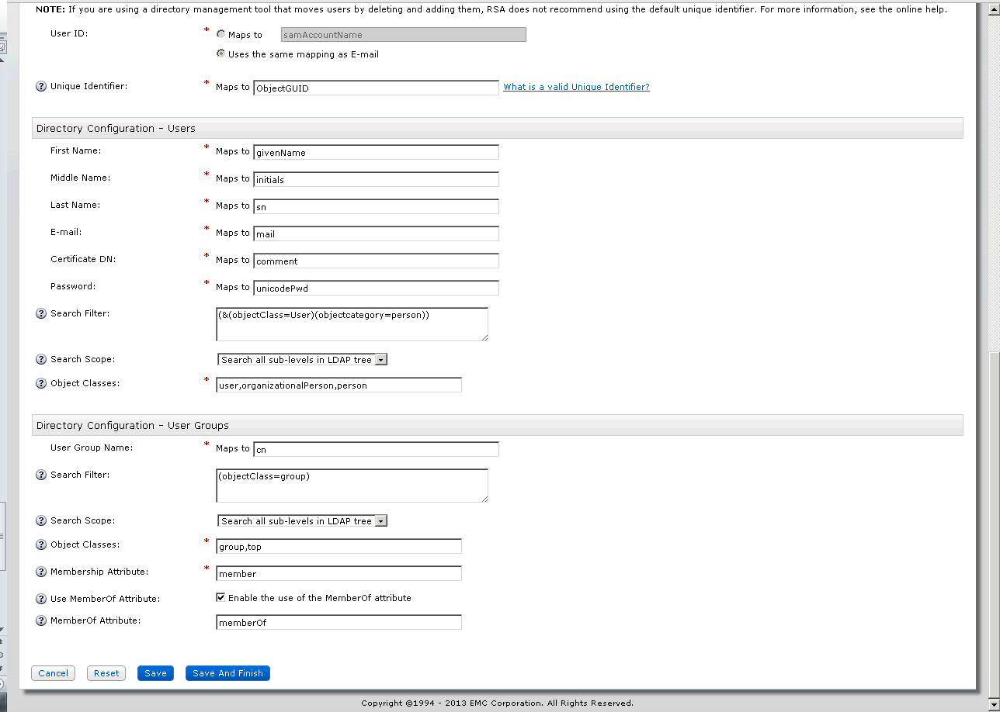 NOTE: If you are using a directory management tool that moves users by deleting and adding them, RSA does not recommend using the default unique identifier. For more information, see the online help.
User ID: * Maps to samAccountName
Uses the same mapping as E-mail
? Unique Identifier: * Maps to ObjectGUID What is a valid Unique Identifier?
Directory Configuration - Users
First Name: * Maps to givenName
Middle Name: * Maps to initials
Last Name: * Maps to sn
E-mail: * Maps to mail
Certificate DN: * Maps to comment
Password: * Maps to unicodePwd
? Search Filter: (&(objectClass=User)(objectcategory=person))
? Search Scope: Search all sub-levels in LDAP tree
? Object Classes: * user,organizationalPerson,person
Directory Configuration - User Groups
User Group Name: * Maps to cn
? Search Filter: (objectClass=group)
? Search Scope: Search all sub-levels in LDAP tree
? Object Classes: * group,top
? Membership Attribute: * member
? Use MemberOf Attribute: Enable the use of the MemberOf attribute
? MemberOf Attribute: memberOf
Cancel Reset Save Save And Finish
Copyright ©1994 - 2013 EMC Corporation. All Rights Reserved.